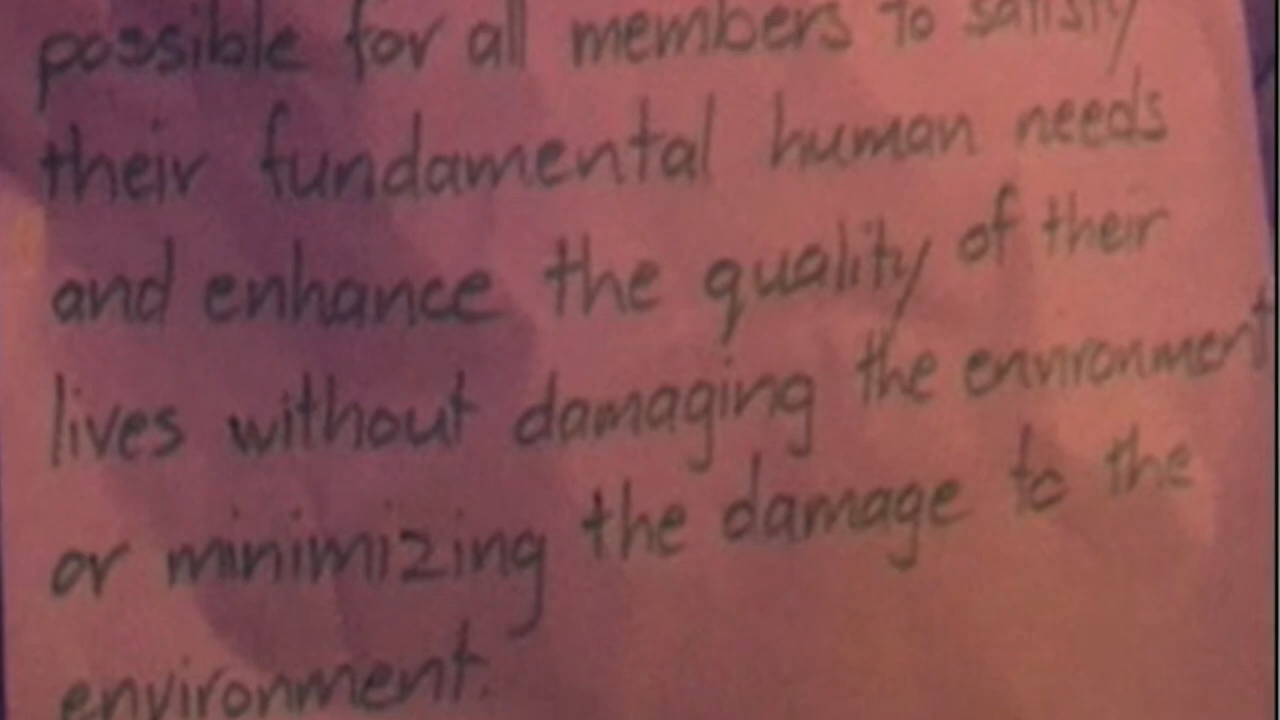 possible for all members to satisfy
their fundamental human needs
and enhance the quality of their
lives without damaging the environment
or minimizing the damage to the
environment.